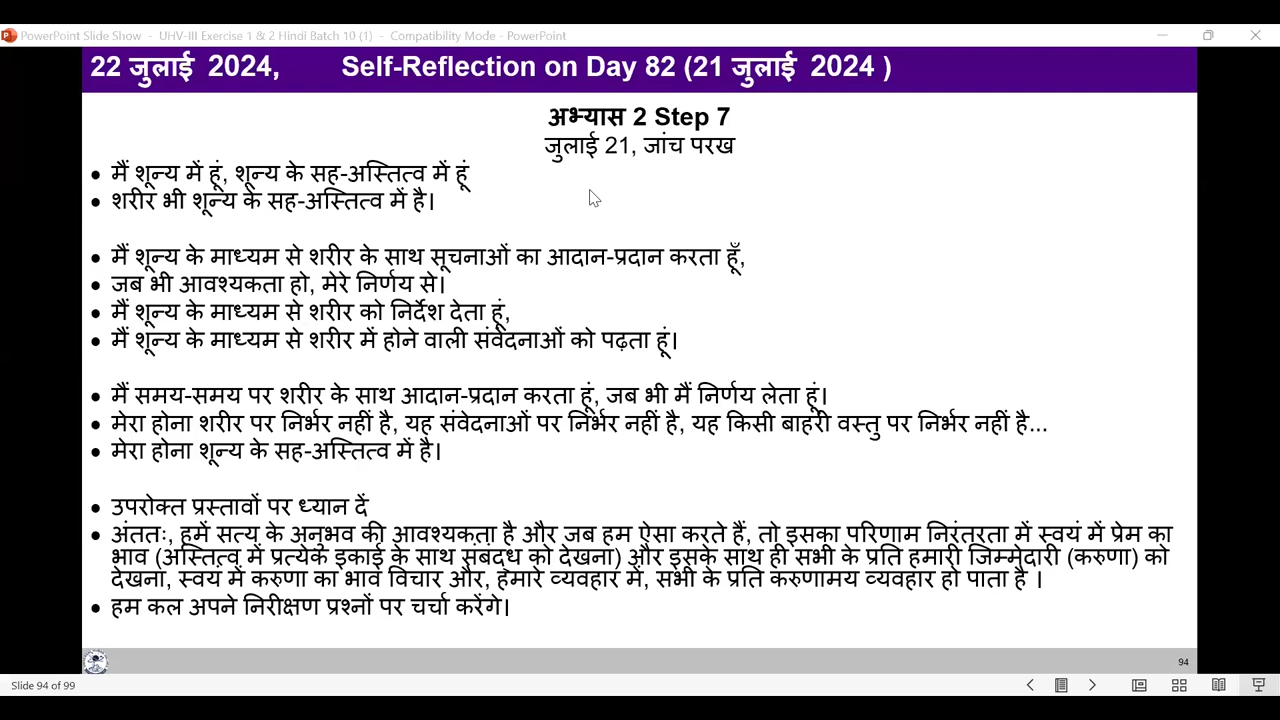 PowerPoint Slide Show - UHV-III Exercise 1 & 2 Hindi Batch 10 (1) - Compatibility Mode - PowerPoint
22 जुलाई 2024, Self-Reflection on Day 82 (21 जुलाई 2024 )
अभ्यास 2 Step 7
जुलाई 21, जांच परख
• मैं शून्य में हूं, शून्य के सह-अस्तित्व में हूं
• शरीर भी शून्य के सह-अस्तित्व में है।
• मैं शून्य के माध्यम से शरीर के साथ सूचनाओं का आदान-प्रदान करता हूँ,
• जब भी आवश्यकता हो, मेरे निर्णय से।
• मैं शून्य के माध्यम से शरीर को निर्देश देता हूं,
• मैं शून्य के माध्यम से शरीर में होने वाली संवेदनाओं को पढ़ता हूं।
• मैं समय-समय पर शरीर के साथ आदान-प्रदान करता हूं, जब भी मैं निर्णय लेता हूं।
• मेरा होना शरीर पर निर्भर नहीं है, यह संवेदनाओं पर निर्भर नहीं है, यह किसी बाहरी वस्तु पर निर्भर नहीं है...
• मेरा होना शून्य के सह-अस्तित्व में है।
• उपरोक्त प्रस्तावों पर ध्यान दें
• अंततः, हमें सत्य के अनुभव की आवश्यकता है और जब हम ऐसा करते हैं, तो इसका परिणाम निरंतरता में स्वयं में प्रेम का
भाव (अस्तित्व में प्रत्येक इकाई के साथ संबंद्ध को देखना) और इसके साथ ही सभी के प्रति हमारी जिम्मेदारी (करुणा) को
देखना, स्वयं में करुणा का भाव विचार और, हमारे व्यवहार में, सभी के प्रति करुणामय व्यवहार हो पाता है ।
• हम कल अपने निरीक्षण प्रश्नों पर चर्चा करेंगे।
94
Slide 94 of 99